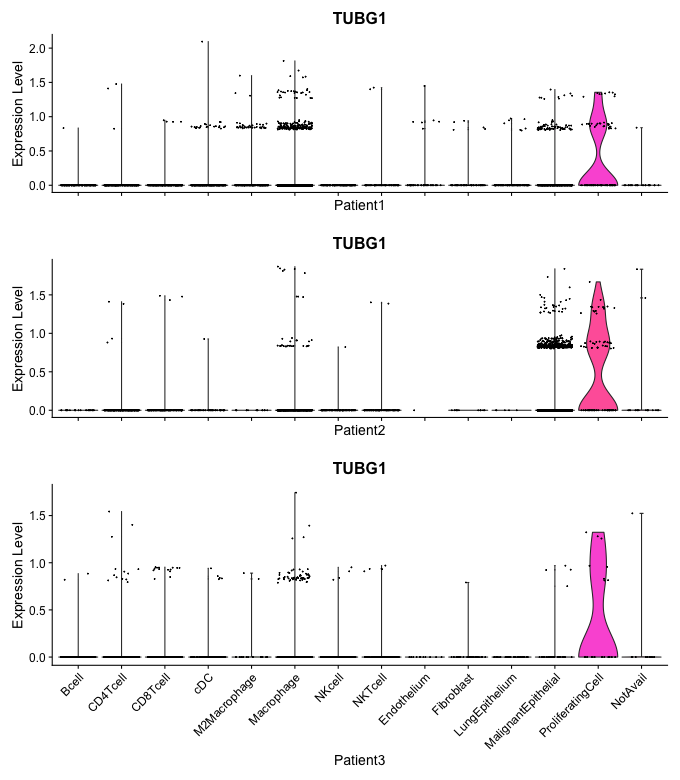 TUBG1
Expression Level
2.0
1.5
1.0
0.5
0.0
Patient1
TUBG1
Expression Level
1.5
1.0
0.5
0.0
Patient2
TUBG1
Expression Level
1.5
1.0
0.5
0.0
Bcell
CD4Tcell
CD8Tcell
cDC
M2Macrophage
Macrophage
NKcell
NKTcell
Endothelium
Fibroblast
LungEpithelium
MalignantEpithelial
ProliferatingCell
NotAvail
Patient3